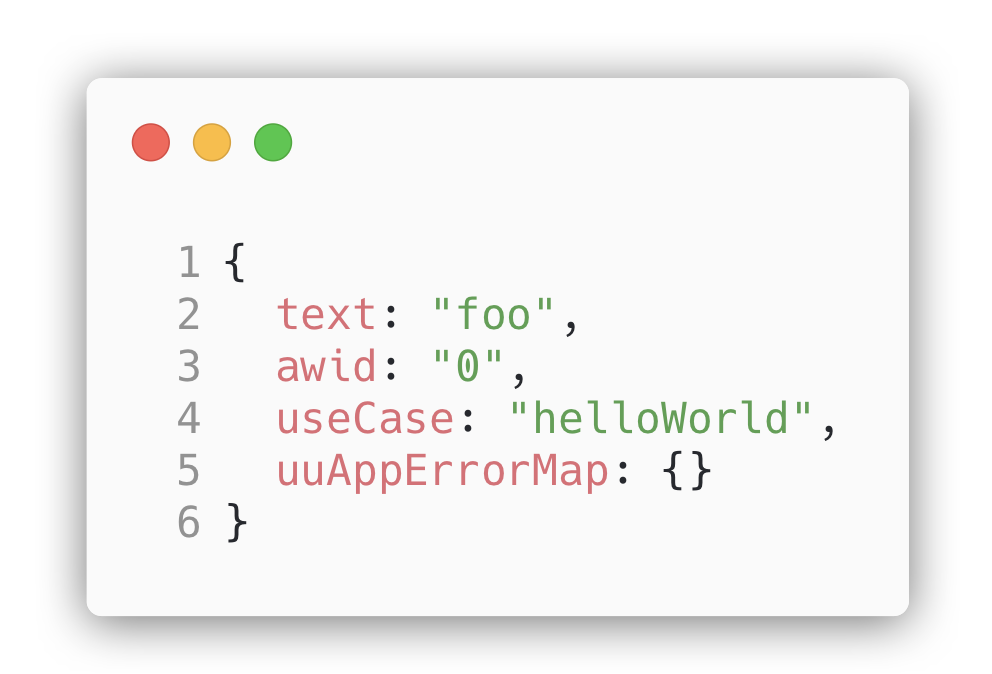 1 {
2   text: "foo",
3   awid: "0",
4   useCase: "helloWorld",
5   uuAppErrorMap: {}
6 }